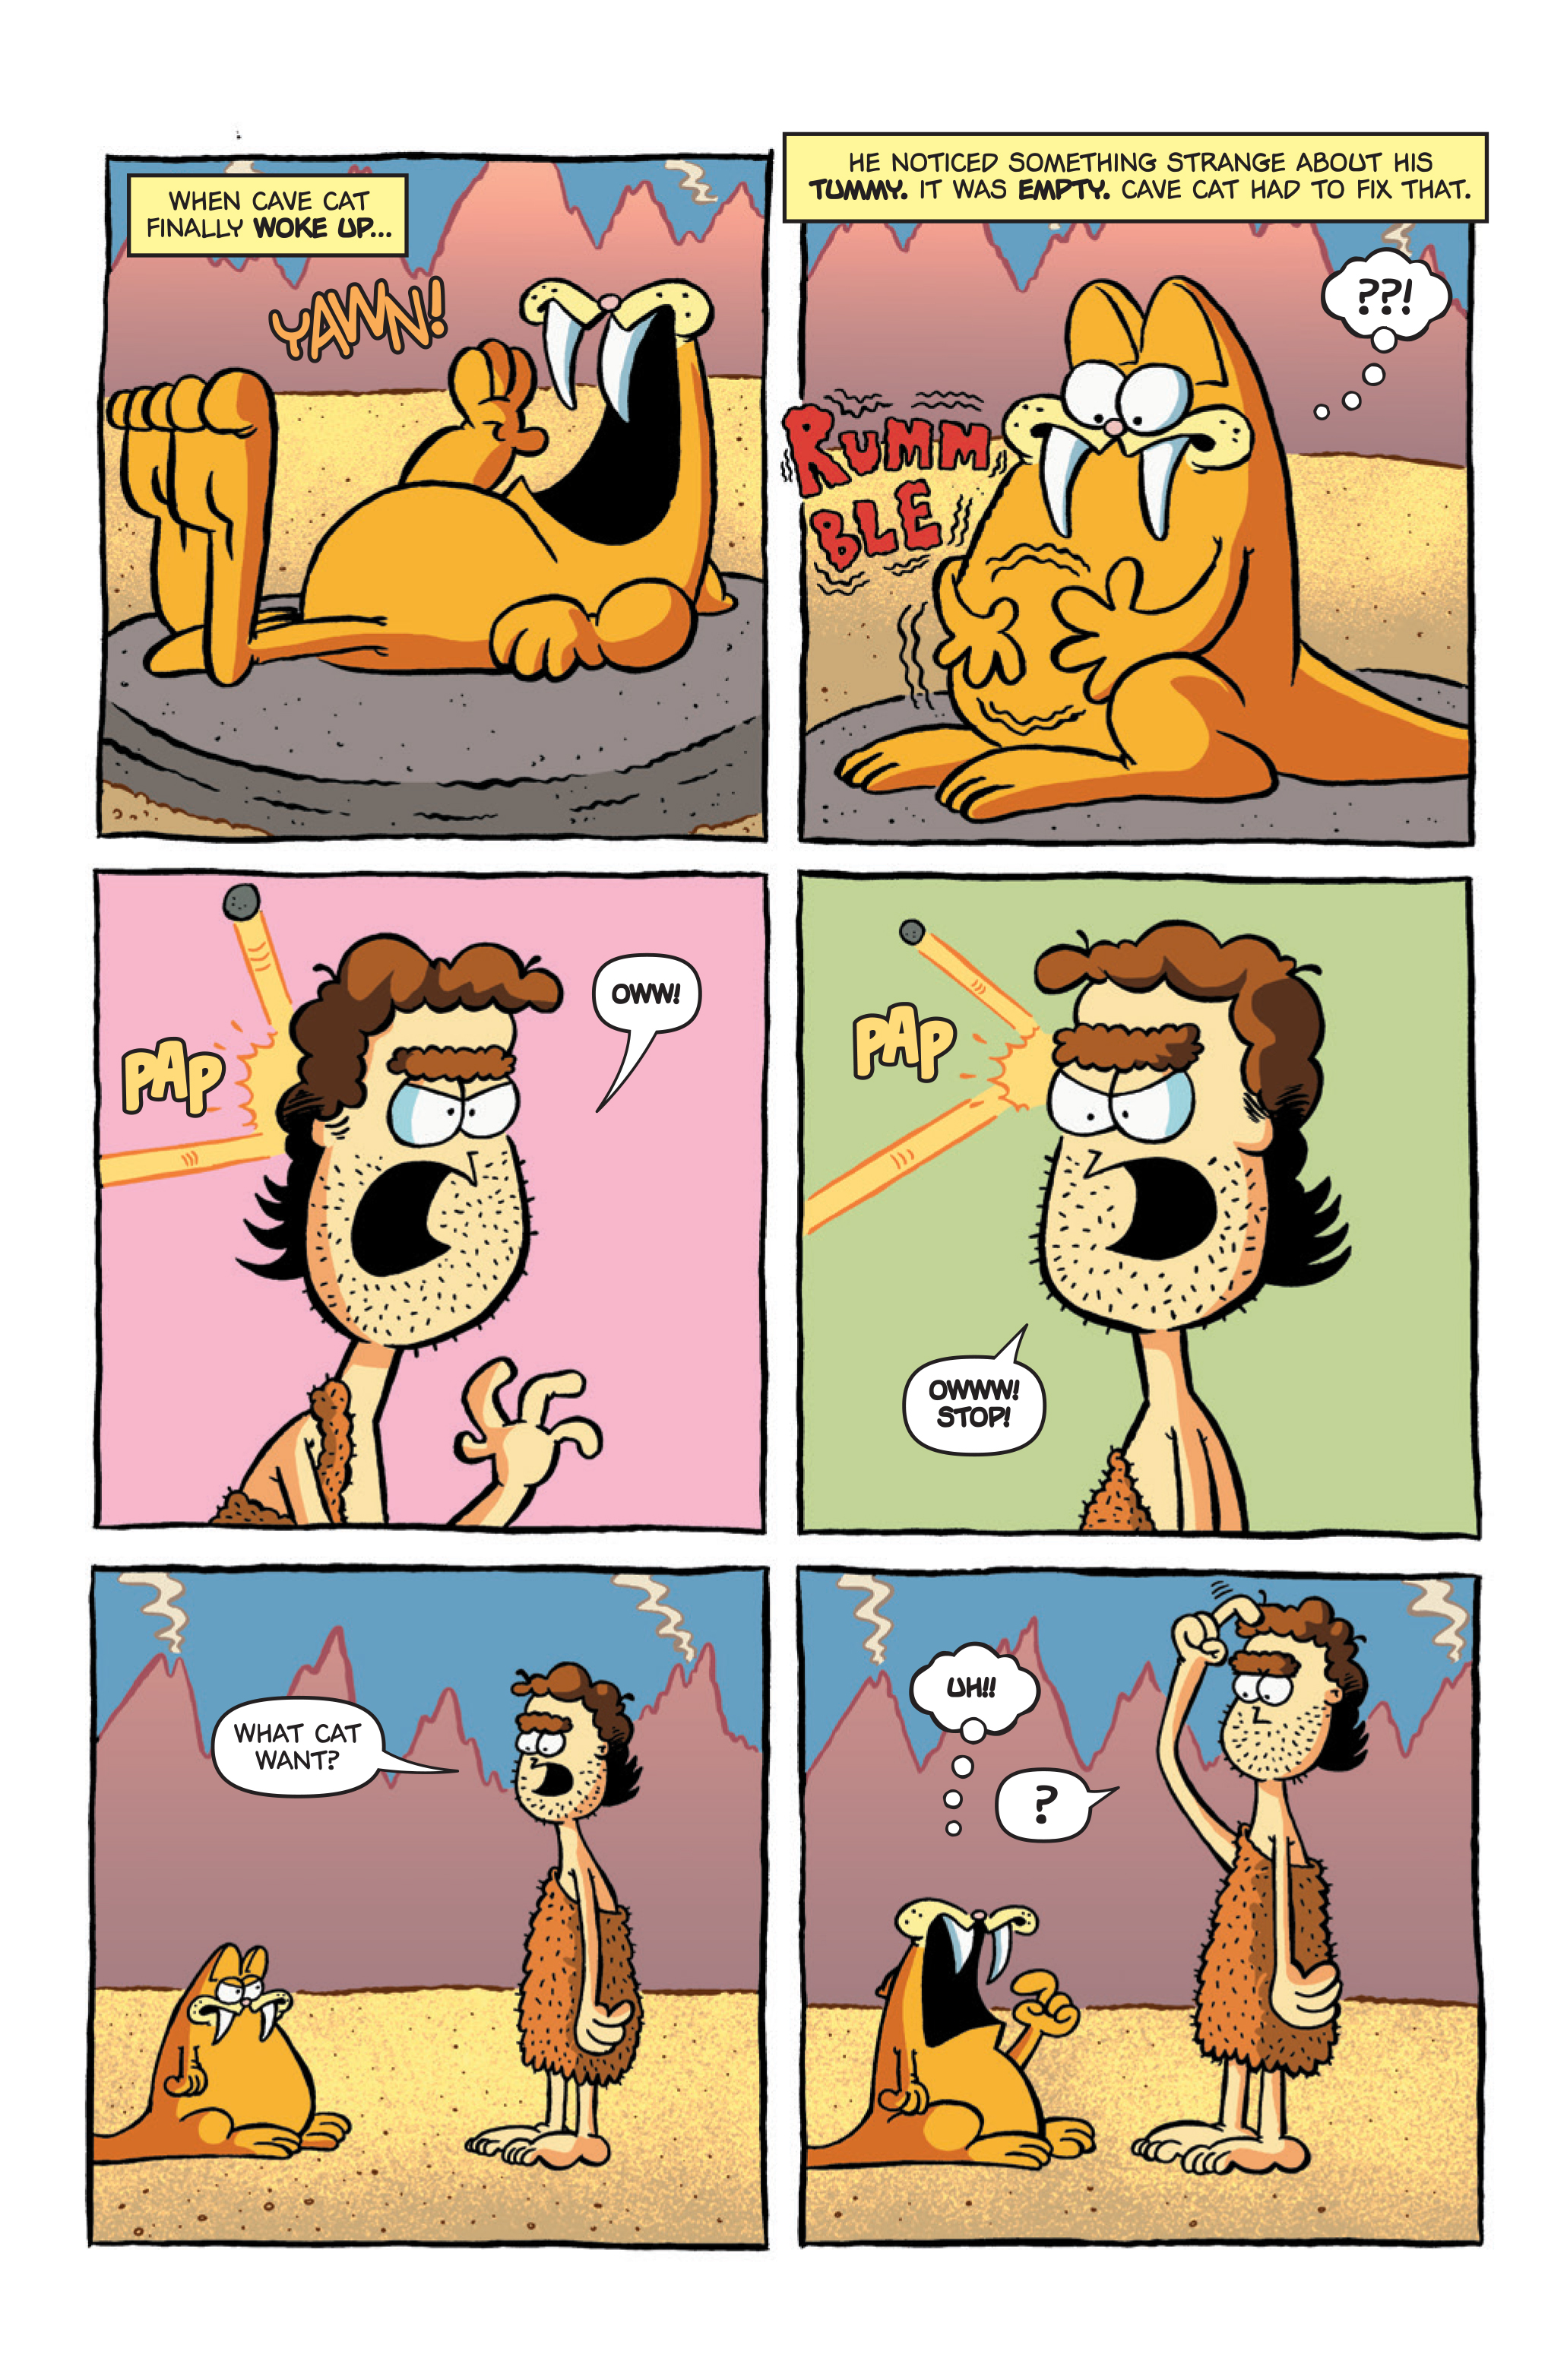 WHEN CAVE CAT
FINALLY WOKE UP...
YAWN!
HE NOTICED SOMETHING STRANGE ABOUT HIS
TUMMY. IT WAS EMPTY. CAVE CAT HAD TO FIX THAT.
??!
RUMM
BLE
PAP
OWW!
PAP
OWWW!
STOP!
WHAT CAT
WANT?
UH!!
?